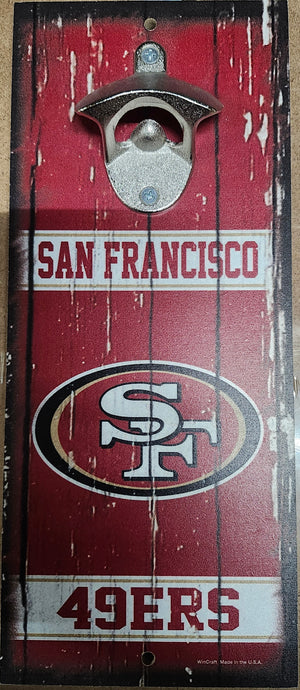 SAN FRANCISCO
SF
49ERS
WinCraft. Made in the U.S.A.